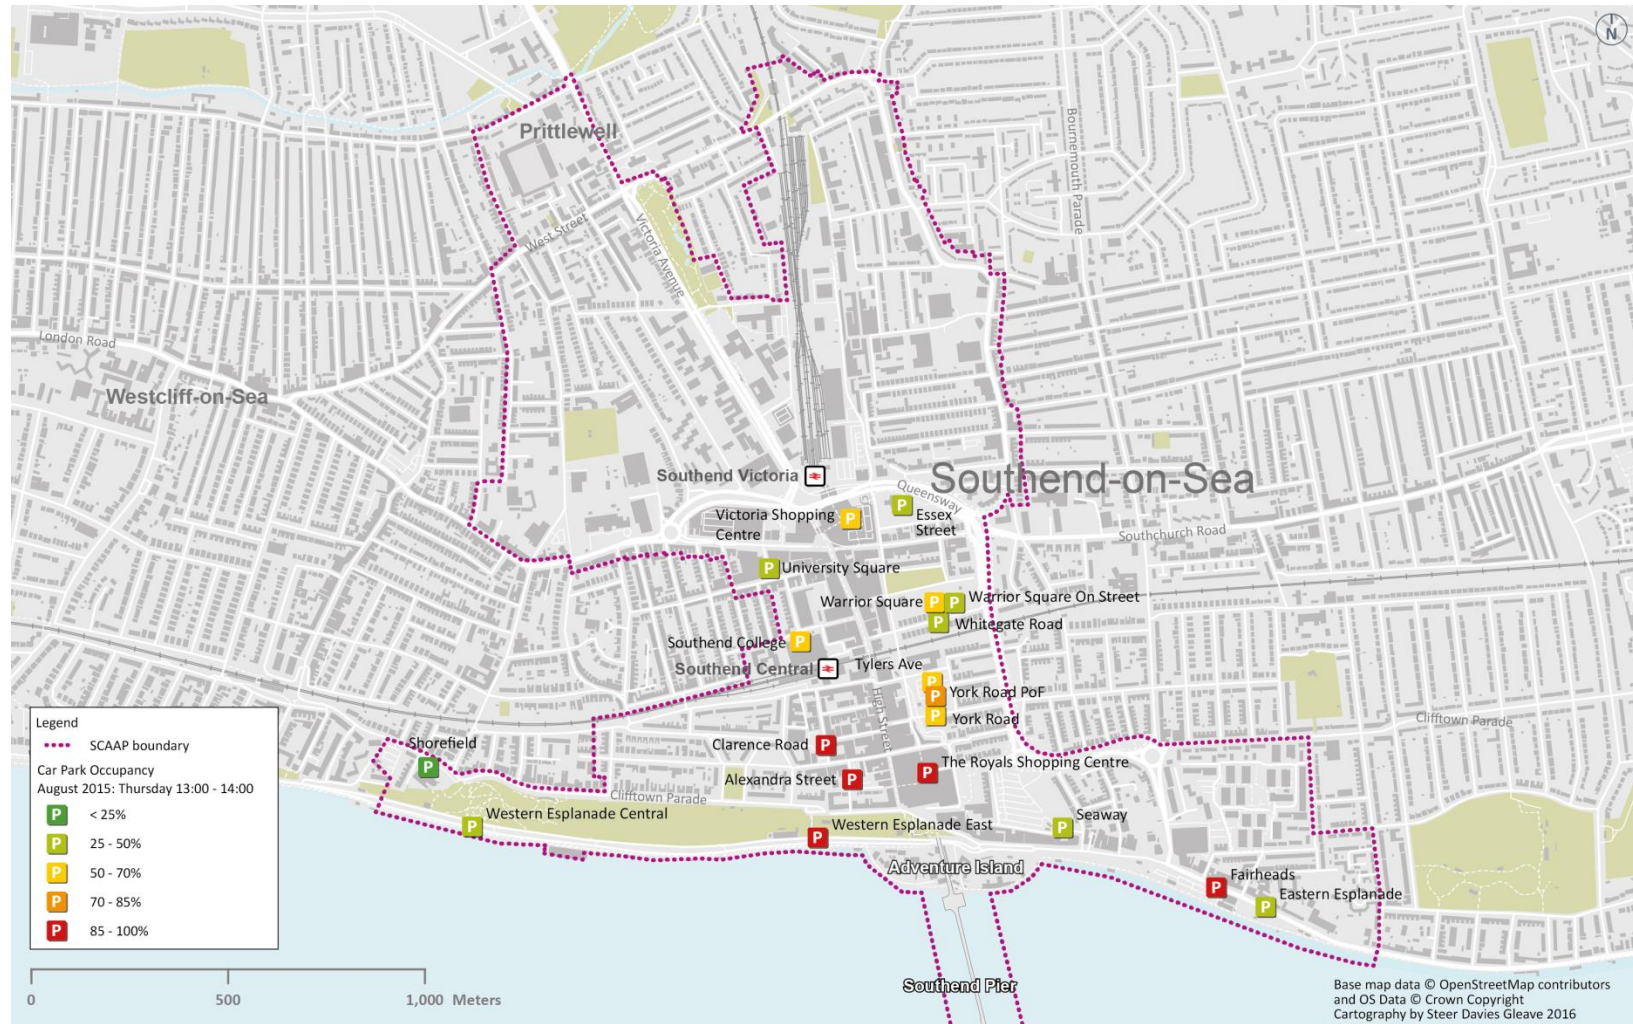 N
Prittlewell
Bournemouth Parade
West Street
Victoria Avenue
London Road
Westcliff-on-Sea
Southend Victoria
Southend-on-Sea
Queensway
P
Essex
Street
P
Victoria Shopping
Centre
Southchurch Road
P
University Square
Warrior Square
P
P
Warrior Square On Street
P
Whitegate Road
Southend College
P
Southend Central
Tylers Ave
P
P
York Road PoF
P
York Road
High Street
Clifftown Parade
Shorefield
P
Clarence Road
P
The Royals Shopping Centre
P
Alexandra Street
P
Clifftown Parade
Western Esplanade Central
P
Western Esplanade East
P
Seaway
P
Adventure Island
Fairheads
P
Eastern Esplanade
P
Southend Pier
Legend
SCAAP boundary
Car Park Occupancy
August 2015: Thursday 13:00 - 14:00
P < 25%
P 25 - 50%
P 50 - 70%
P 70 - 85%
P 85 - 100%
0 500 1,000 Meters
Base map data © OpenStreetMap contributors
and OS Data © Crown Copyright
Cartography by Steer Davies Gleave 2016